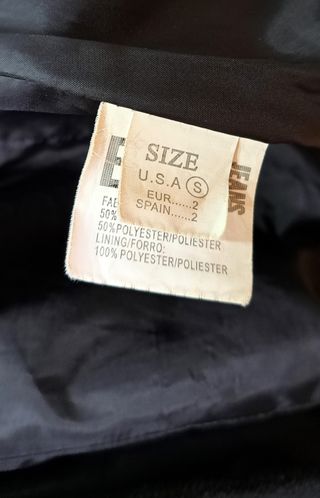 SIZE
U.S.A S
EUR......2
SPAIN......2
JEANS
50%
50%POLYESTER/POLIESTER
LINING/FORRO:
100%POLYESTER/POLIESTER